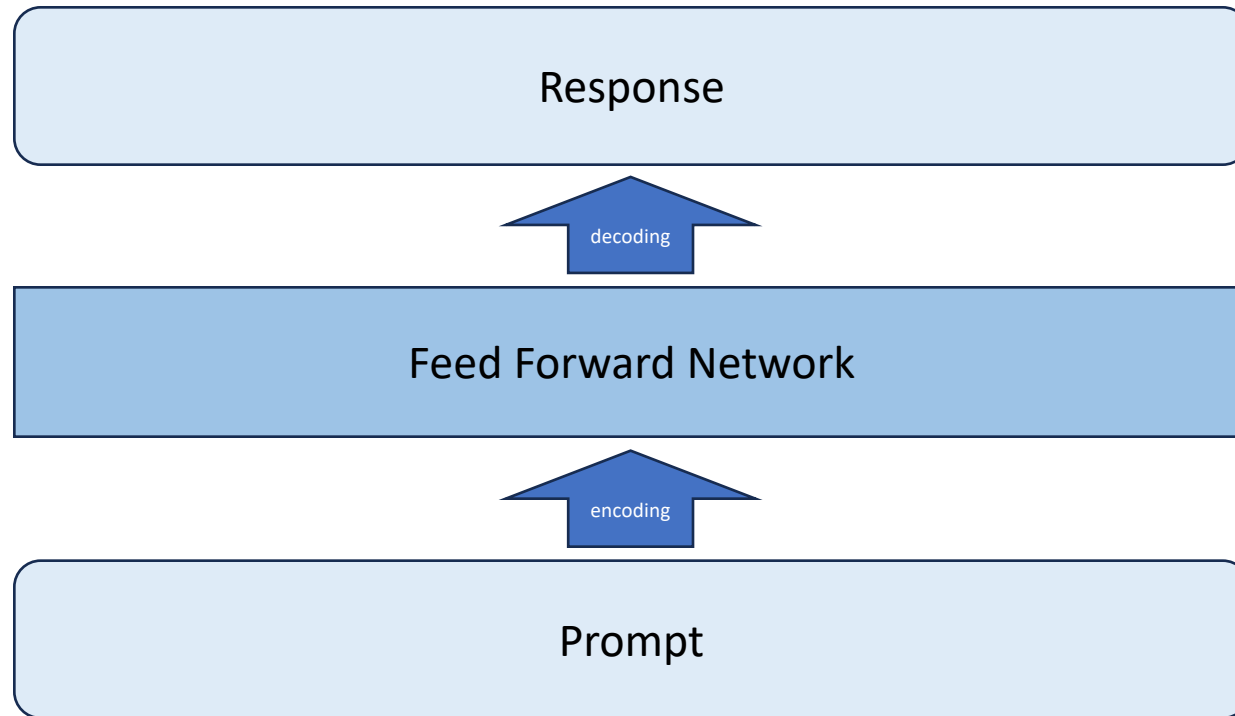 Response
decoding
Feed Forward Network
encoding
Prompt